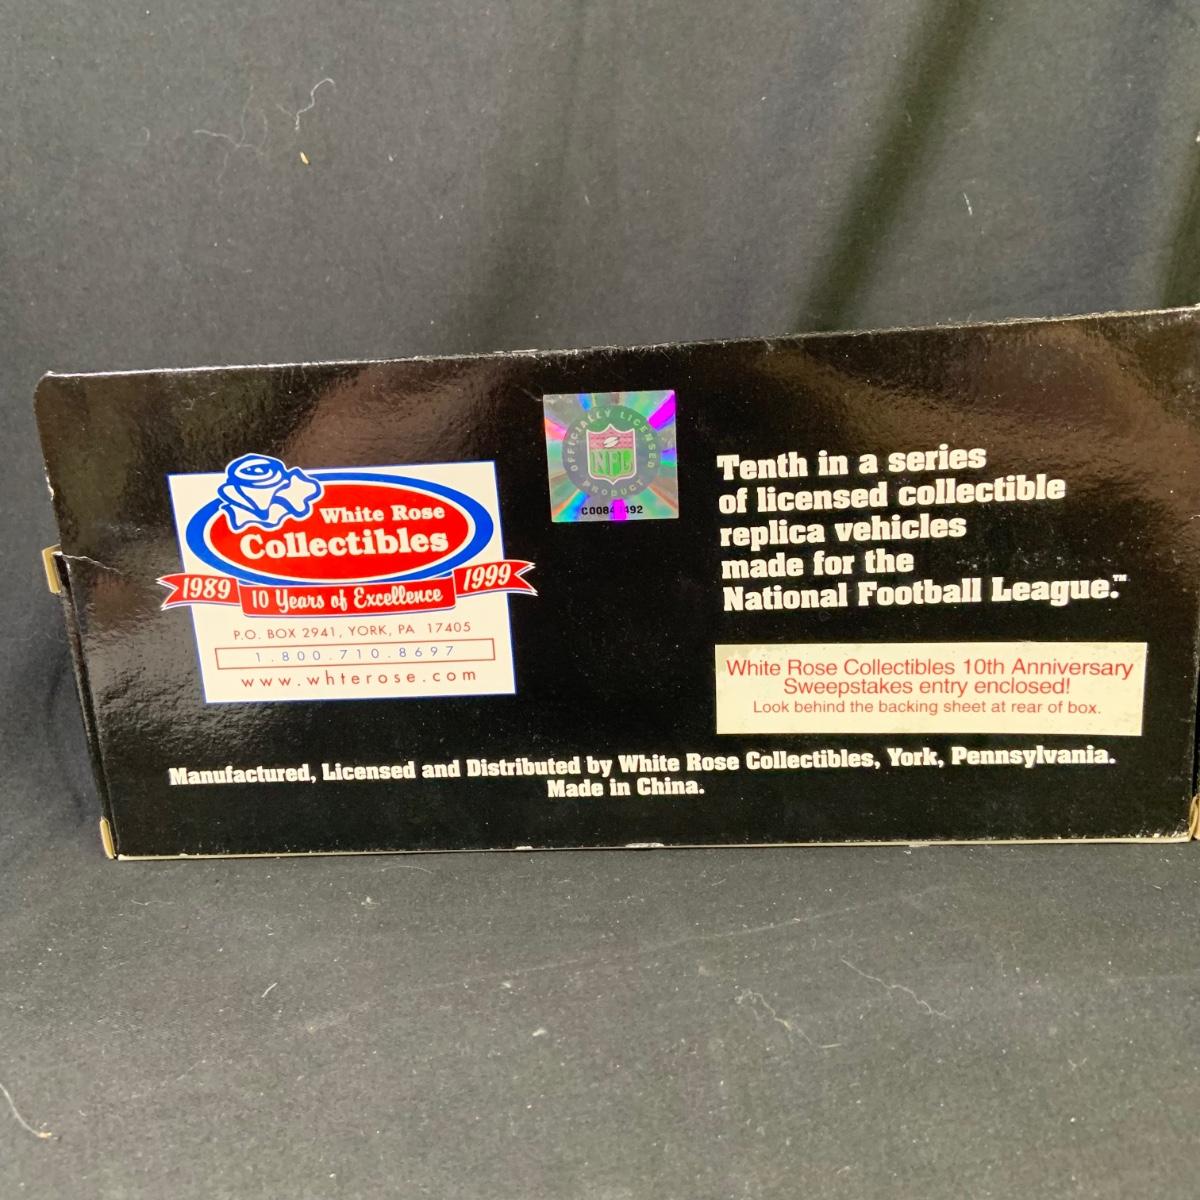 White Rose
Collectibles
1989
10 Years of Excellence
1999
P.O. BOX 2941, YORK, PA 17405
1.800.710.8697
www.whterose.com
OFFICIALLY LICENSED
NFL
PRODUCT
Tenth in a series
of licensed collectible
replica vehicles
made for the
National Football League.™
White Rose Collectibles 10th Anniversary
Sweepstakes entry enclosed!
Look behind the backing sheet at rear of box.
Manufactured, Licensed and Distributed by White Rose Collectibles, York, Pennsylvania.
Made in China.